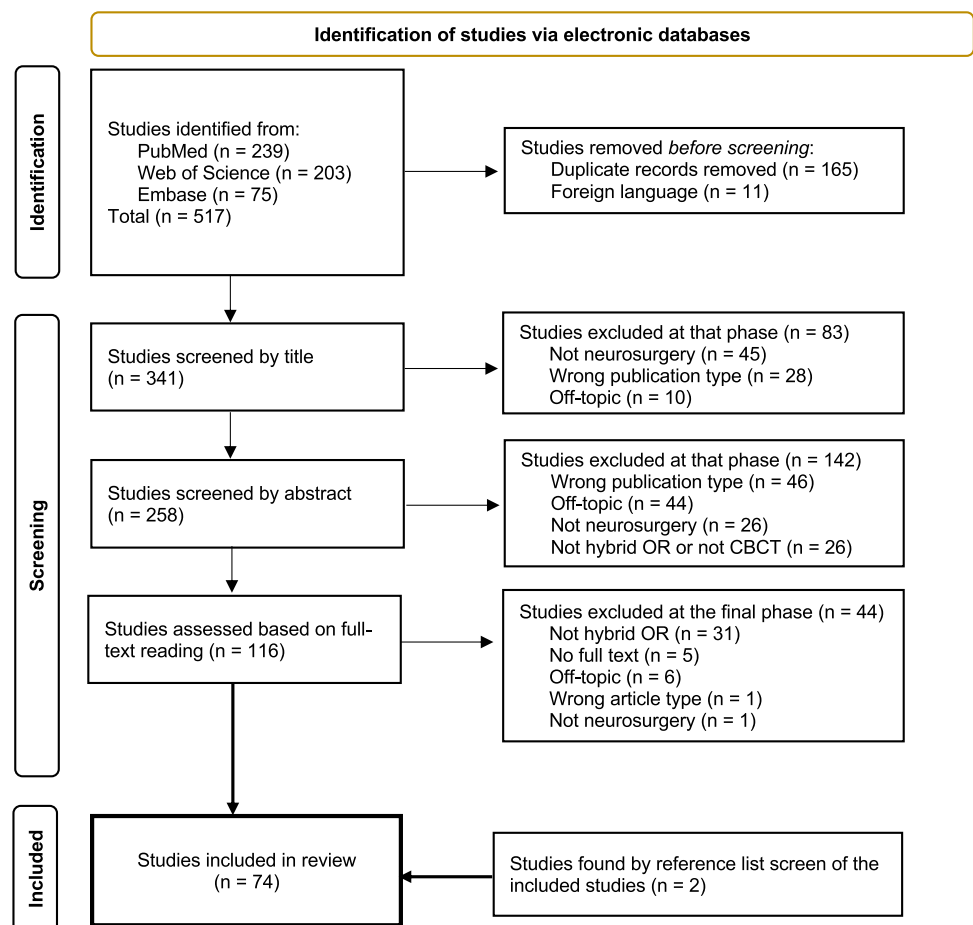 Identification of studies via electronic databases
Identification
Studies identified from:
PubMed (n = 239)
Web of Science (n = 203)
Embase (n = 75)
Total (n = 517)
Studies removed before screening:
Duplicate records removed (n = 165)
Foreign language (n = 11)
Screening
Studies screened by title
(n = 341)
Studies excluded at that phase (n = 83)
Not neurosurgery (n = 45)
Wrong publication type (n = 28)
Off-topic (n = 10)
Studies screened by abstract
(n = 258)
Studies excluded at that phase (n = 142)
Wrong publication type (n = 46)
Off-topic (n = 44)
Not neurosurgery (n = 26)
Not hybrid OR or not CBCT (n = 26)
Studies assessed based on full-
text reading (n = 116)
Studies excluded at the final phase (n = 44)
Not hybrid OR (n = 31)
No full text (n = 5)
Off-topic (n = 6)
Wrong article type (n = 1)
Not neurosurgery (n = 1)
Included
Studies included in review
(n = 74)
Studies found by reference list screen of the
included studies (n = 2)